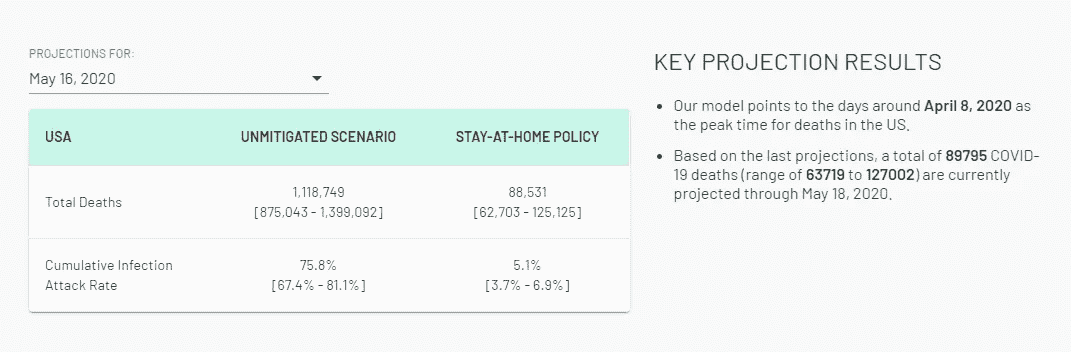 PROJECTIONS FOR:
May 16, 2020
USA UNMITIGATED SCENARIO STAY-AT-HOME POLICY
Total Deaths
1,118,749
[875,043 - 1,399,092]
88,531
[62,703 - 125,125]
Cumulative Infection
Attack Rate
75.8%
[67.4% - 81.1%]
5.1%
[3.7% - 6.9%]
KEY PROJECTION RESULTS
• Our model points to the days around April 8, 2020 as
the peak time for deaths in the US.
• Based on the last projections, a total of 89795 COVID-
19 deaths (range of 63719 to 127002) are currently
projected through May 18, 2020.